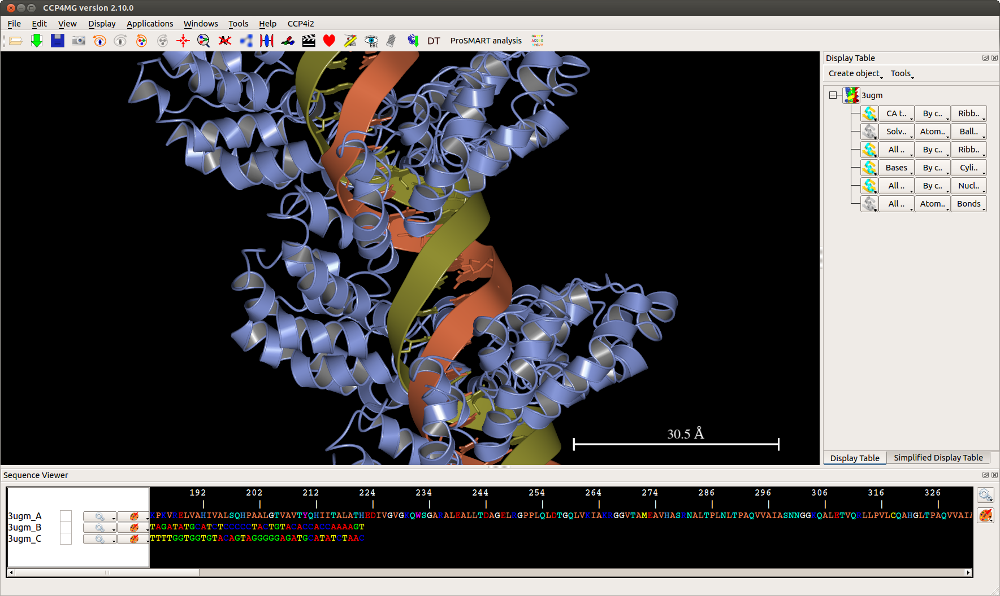 CCP4MG version 2.10.0
File Edit View Display Applications Windows Tools Help CCP4i2
EBI DT ProSMART analysis
Display Table
Create object Tools
3ugm
CA t.. By c.. Ribb..
Solv.. Atom.. Ball..
All .. By c.. Ribb..
Bases By c.. Cyli..
All .. By c.. Nucl..
All .. Atom.. Bonds
30.5 Å
Display Table Simplified Display Table
Sequence Viewer
192 202 212 224 234 244 254 264 274 286 296 306 316 326
3ugm_A KPKVRELVAHIVALSQHPAALGTVAVTYQHIITALATHEDIVGVGKQWSGARALEALLTDAGELRGPPLQLDTGQLVKIAKRGGVTAMEAVHASRNALTPLNLTPAQVVAIASNNGGKQALETVQRLLPVLCQAHGLTPAQVVAIA
3ugm_B TAGATATGCATCTCCCCCTACTGTACACCACCAAAAGT
3ugm_C TTTTGGTGGTGTACAGTAGGGGGAGATGCATATCTAAC